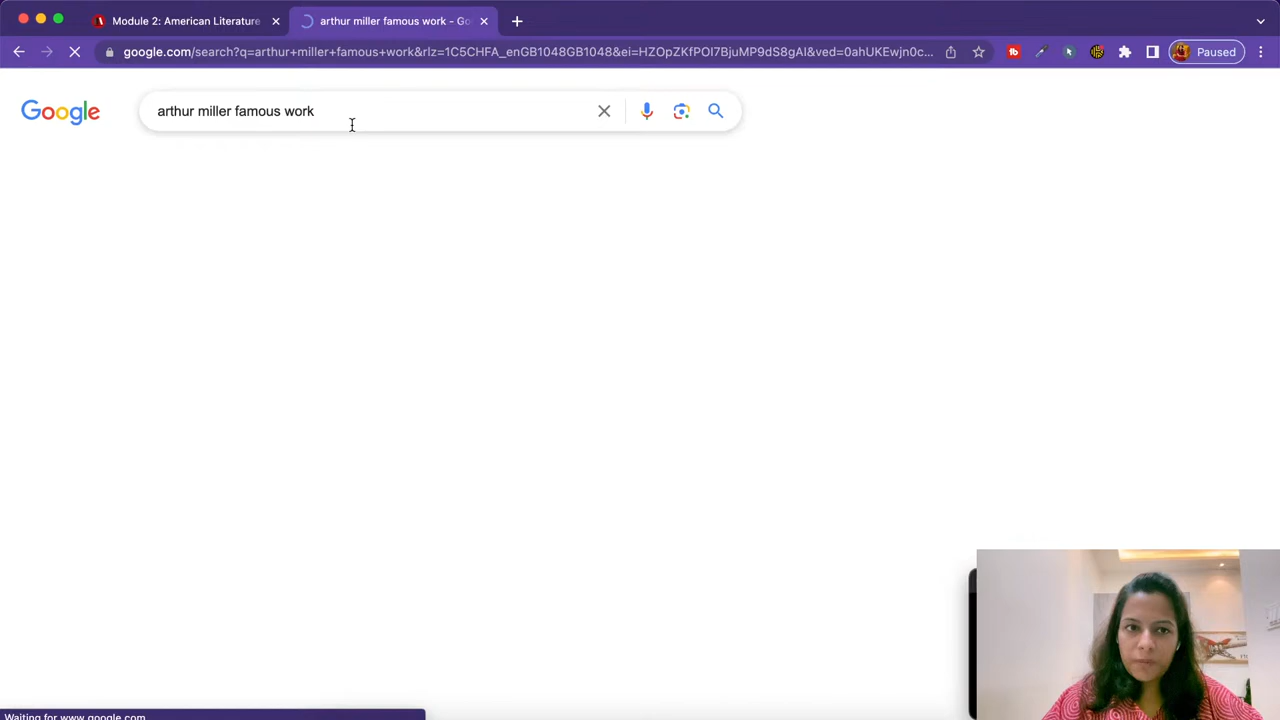 Module 2: American Literature
arthur miller famous work - Go
google.com/search?q=arthur+miller+famous+work&rlz=1C5CHFA_enGB1048GB1048&ei=HZOpZKfPOI7BjuMP9dS8gAI&ved=0ahUKEwjn0c...
Paused
Google
arthur miller famous work
Waiting for www.google.com